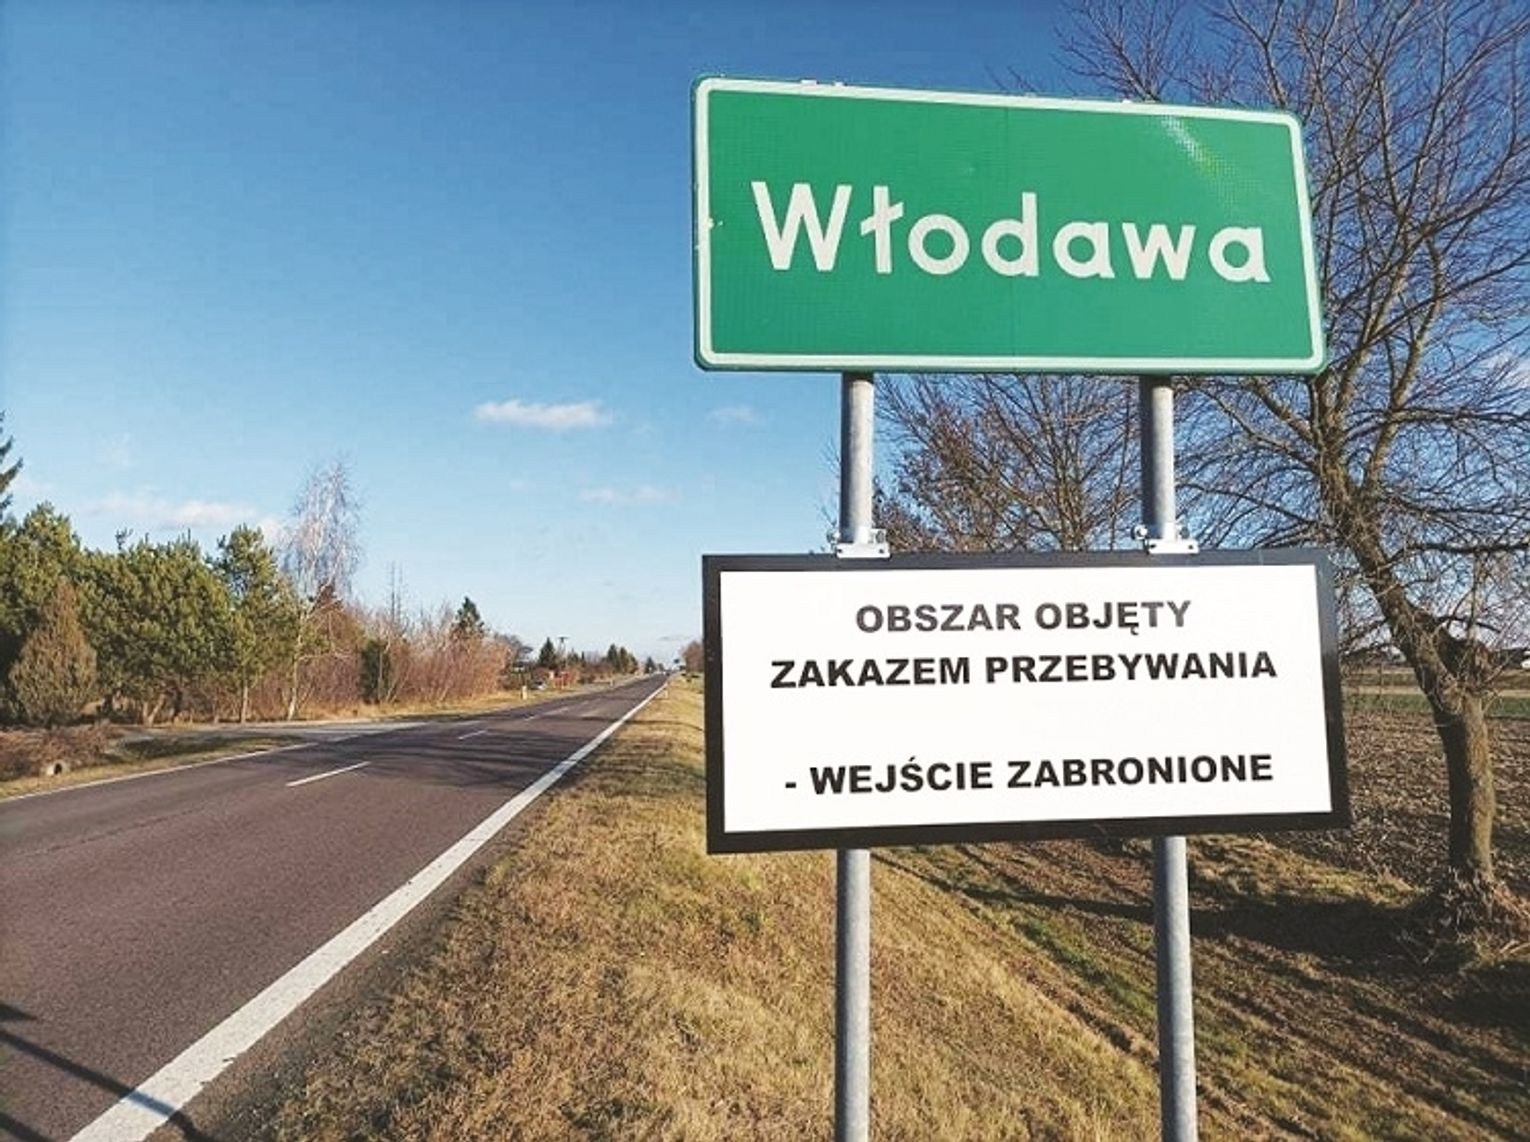 Włodawa
OBSZAR OBJĘTY
ZAKAZEM PRZEBYWANIA
- WEJŚCIE ZABRONIONE